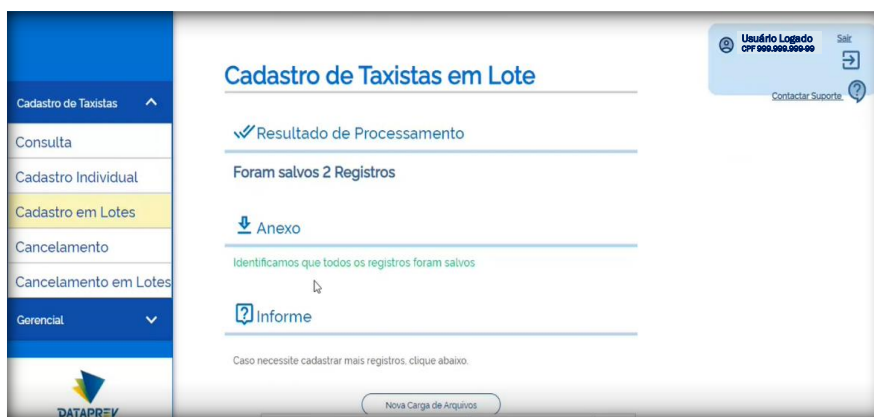 Usuário Logado
Sair
CPF 999.999.999-99
Contactar Suporte
Cadastro de Taxistas em Lote
Cadastro de Taxistas
Consulta
Cadastro Individual
Cadastro em Lotes
Cancelamento
Cancelamento em Lotes
Gerencial
DATAPREV
Resultado de Processamento
Foram salvos 2 Registros
Anexo
Identificamos que todos os registros foram salvos
Informe
Caso necessite cadastrar mais registros, clique abaixo.
Nova Carga de Arquivos